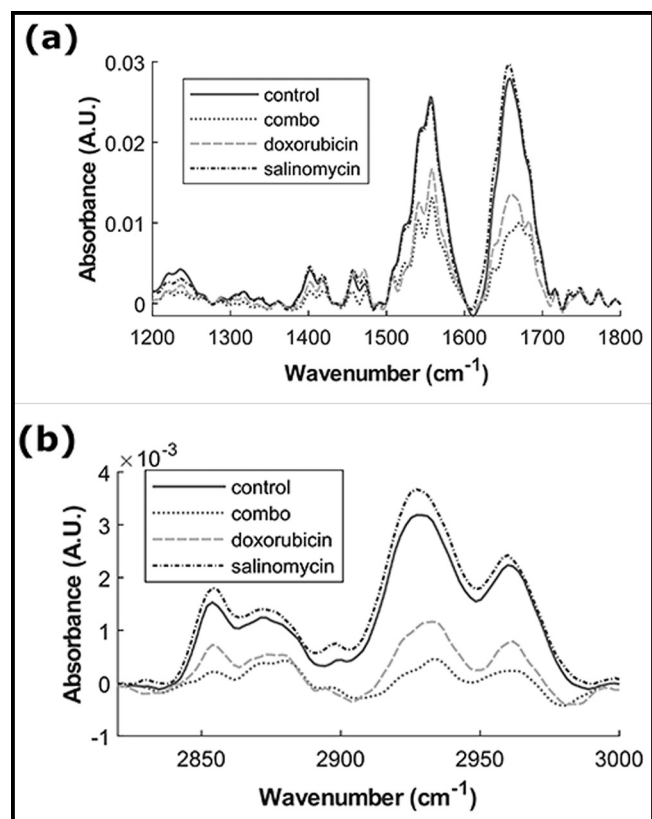 (a)
0.03
0.02
0.01
0
Absorbance (A.U.)
control
combo
doxorubicin
salinomycin
1200 1300 1400 1500 1600 1700 1800
Wavenumber (cm⁻¹)
(b)
× 10⁻³
4
3
2
1
0
-1
Absorbance (A.U.)
control
combo
doxorubicin
salinomycin
2850 2900 2950 3000
Wavenumber (cm⁻¹)